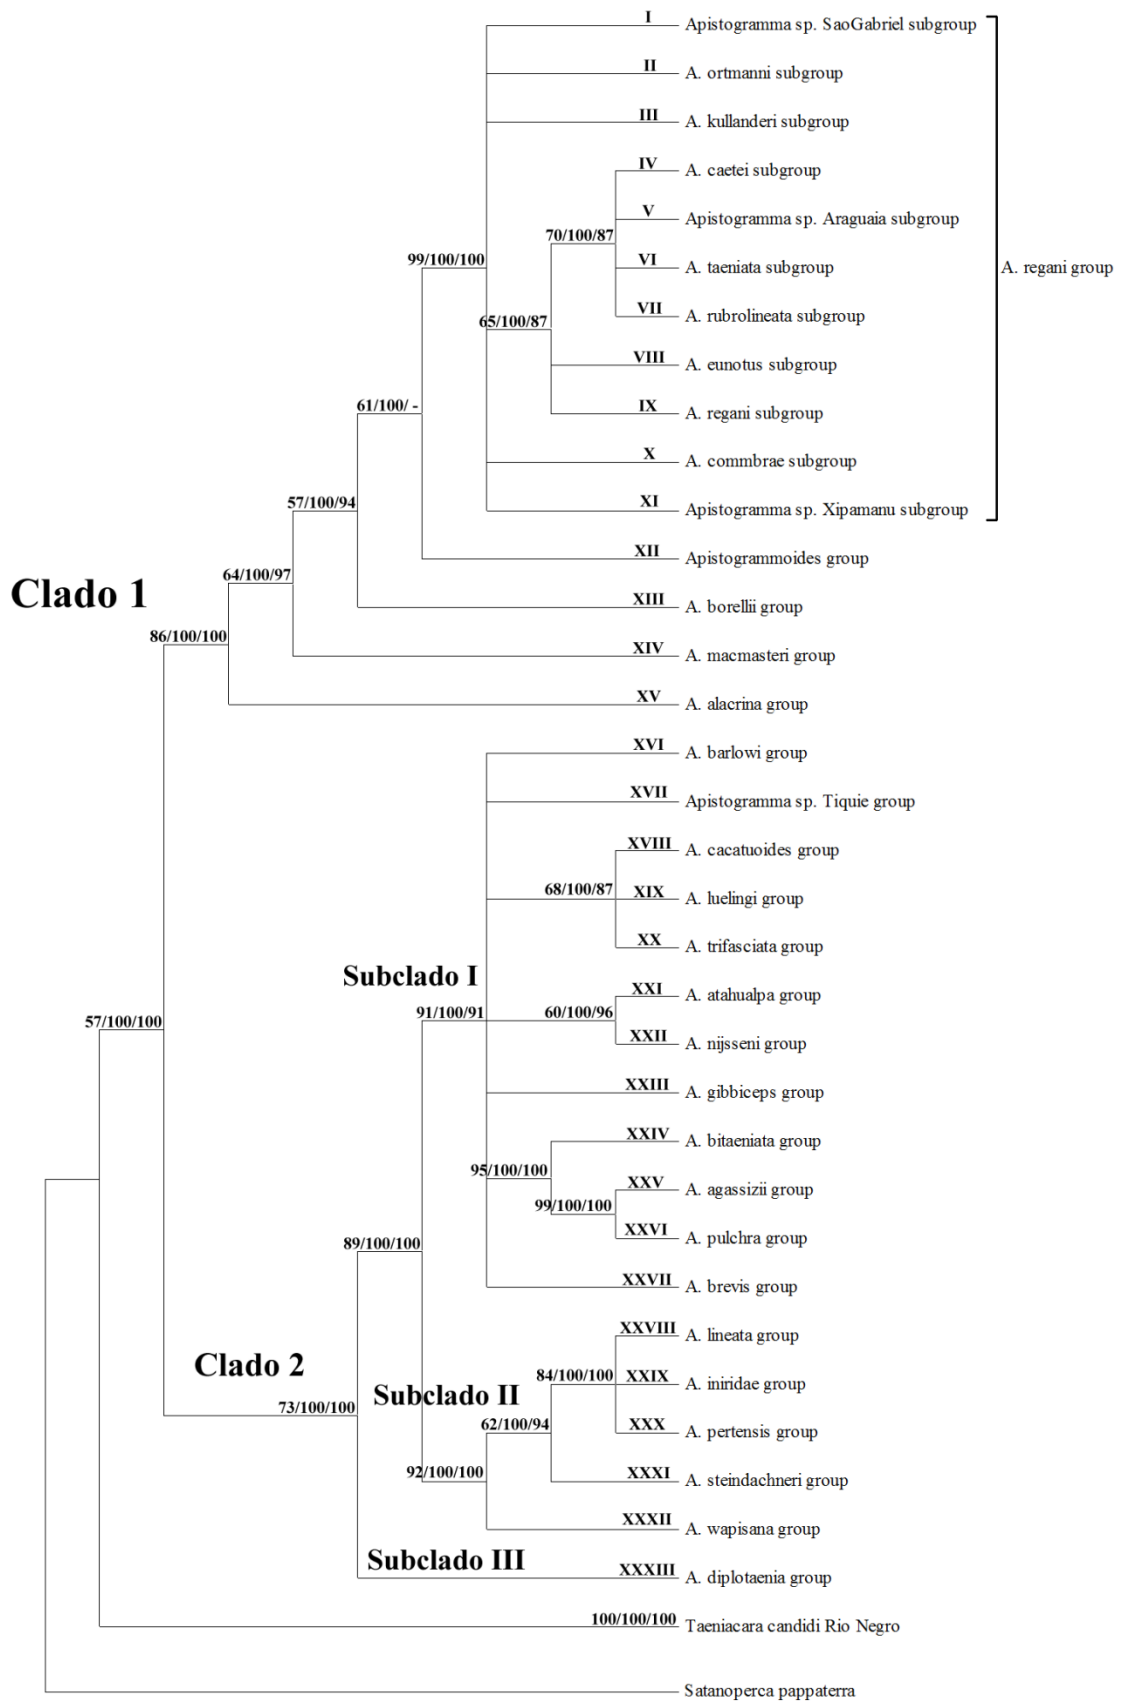 I
Apistogramma sp. SaoGabriel subgroup
II
A. ortmanni subgroup
III
A. kullanderi subgroup
IV
A. caetei subgroup
V
Apistogramma sp. Araguaia subgroup
70/100/87
99/100/100
VI
A. taeniata subgroup
A. regani group
VII
A. rubrolineata subgroup
65/100/87
VIII
A. eunotus subgroup
61/100/ -
IX
A. regani subgroup
X
A. commbrae subgroup
57/100/94
XI
Apistogramma sp. Xipamanu subgroup
XII
Apistogrammoides group
64/100/97
Clado 1
XIII
A. borellii group
86/100/100
XIV
A. macmasteri group
XV
A. alacrina group
XVI
A. barlowi group
XVII
Apistogramma sp. Tiquie group
XVIII
A. cacatuoides group
68/100/87
XIX
A. luelingi group
XX
A. trifasciata group
Subclado I
XXI
A. atahualpa group
91/100/91
60/100/96
57/100/100
XXII
A. nijsseni group
XXIII
A. gibbiceps group
XXIV
A. bitaeniata group
95/100/100
XXV
A. agassizii group
99/100/100
XXVI
A. pulchra group
89/100/100
XXVII
A. brevis group
XXVIII
A. lineata group
Clado 2
84/100/100
XXIX
A. iniridae group
Subclado II
73/100/100
62/100/94
XXX
A. pertensis group
92/100/100
XXXI
A. steindachneri group
XXXII
A. wapisana group
Subclado III
XXXIII
A. diplotaenia group
100/100/100
Taeniacara candidi Rio Negro
Satanoperca pappaterra